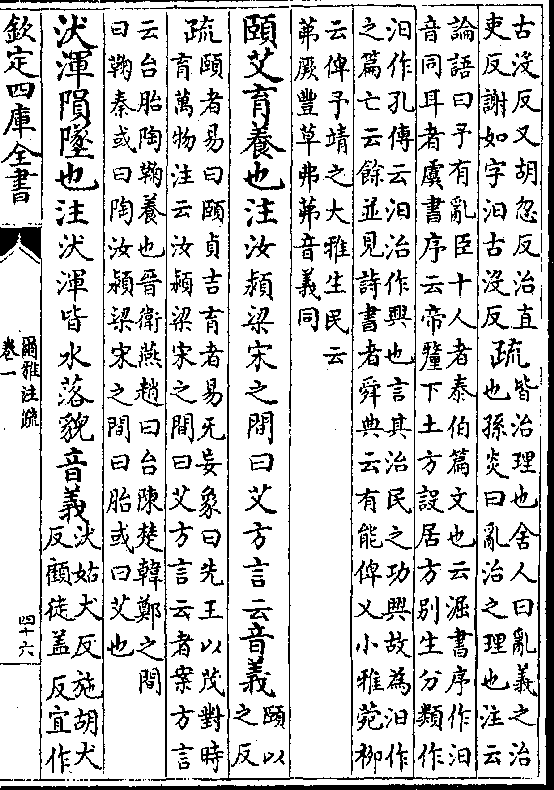 古沒反又胡忽反治直
吏反謝如字汩古沒反
疏
皆治理也舍人曰亂義之治
也孫炎曰亂治之理也注云
論語曰予有亂臣十人者泰伯篇文也云淈書序作汩
音同耳者虞書序云帝釐下土方設居方別生分類作
汩作孔傳云汩治作興也言其治民之功興故為汩作
之篇亡云餘並見詩書者舜典云有能俾乂小雅菀柳
云俾予靖之大雅生民云
茀厥豐草弗茀音義同
頤艾育養也注汝潁梁宋之間曰艾方言云音義
頤以
之反
疏
頤者易曰頤貞吉育者易无妄象曰先王以茂對時
育萬物注云汝潁梁宋之間曰艾方言云者案方言
云台胎陶鞠養也晉衛燕趙曰台陳楚韓鄭之間
曰鞠秦或曰陶汝潁梁宋之間曰胎或曰艾也
汱渾隕墜也注汱渾皆水落貌音義
汱姑犬反施胡犬
反顧徒蓋反宜作
欽定四庫全書
爾雅注疏
卷一
四十六